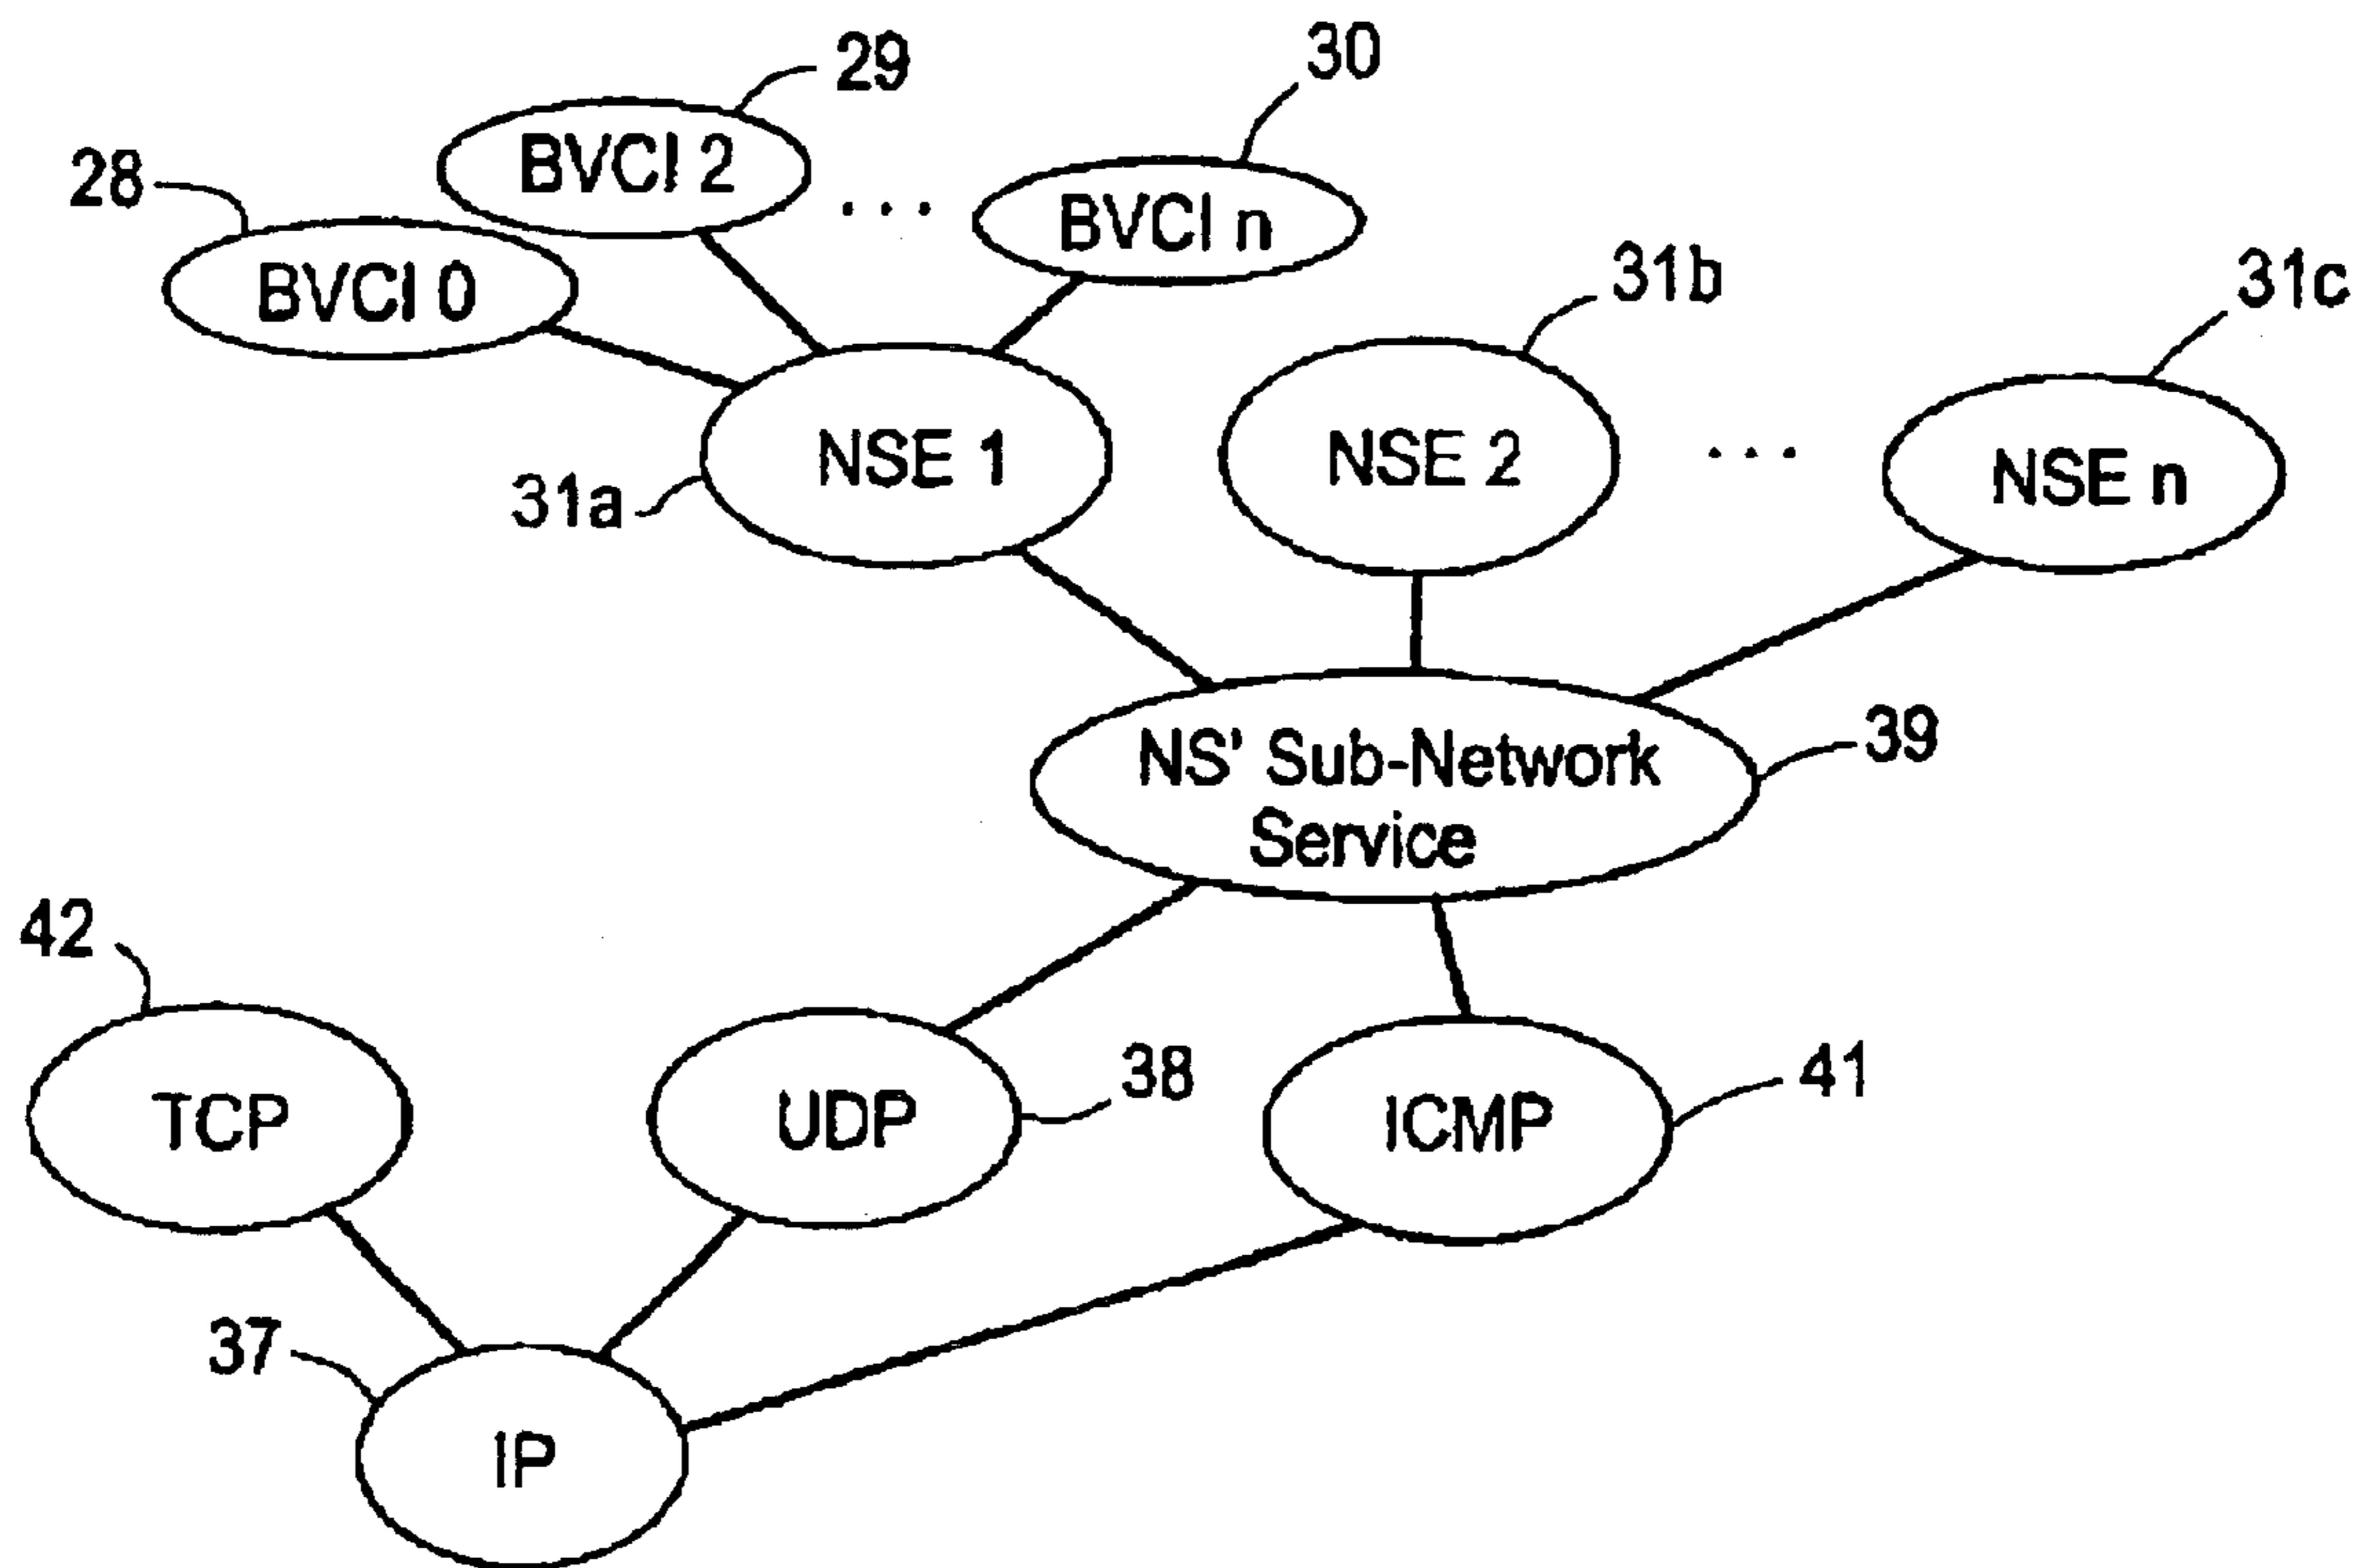 30
29
28
BVCI 2
BVCI n
BVCI 0
...
31b
31c
NSE 1
NSE 2
...
NSE n
31a
NS' Sub-Network
Service
39
42
TCP
UDP
38
ICMP
41
37
IP